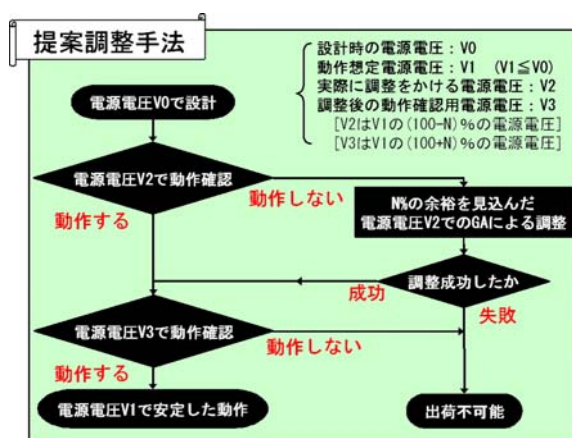 提案調整手法
設計時の電源電圧：V0
動作想定電源電圧：V1　(V1≦V0)
実際に調整をかける電源電圧：V2
調整後の動作確認用電源電圧：V3
[V2はV1の(100-N)%の電源電圧]
[V3はV1の(100+N)%の電源電圧]
電源電圧V0で設計
電源電圧V2で動作確認
動作しない
動作する
N%の余裕を見込んだ
電源電圧V2でのGAによる調整
調整成功したか
成功
失敗
電源電圧V3で動作確認
動作しない
動作する
電源電圧V1で安定した動作
出荷不可能